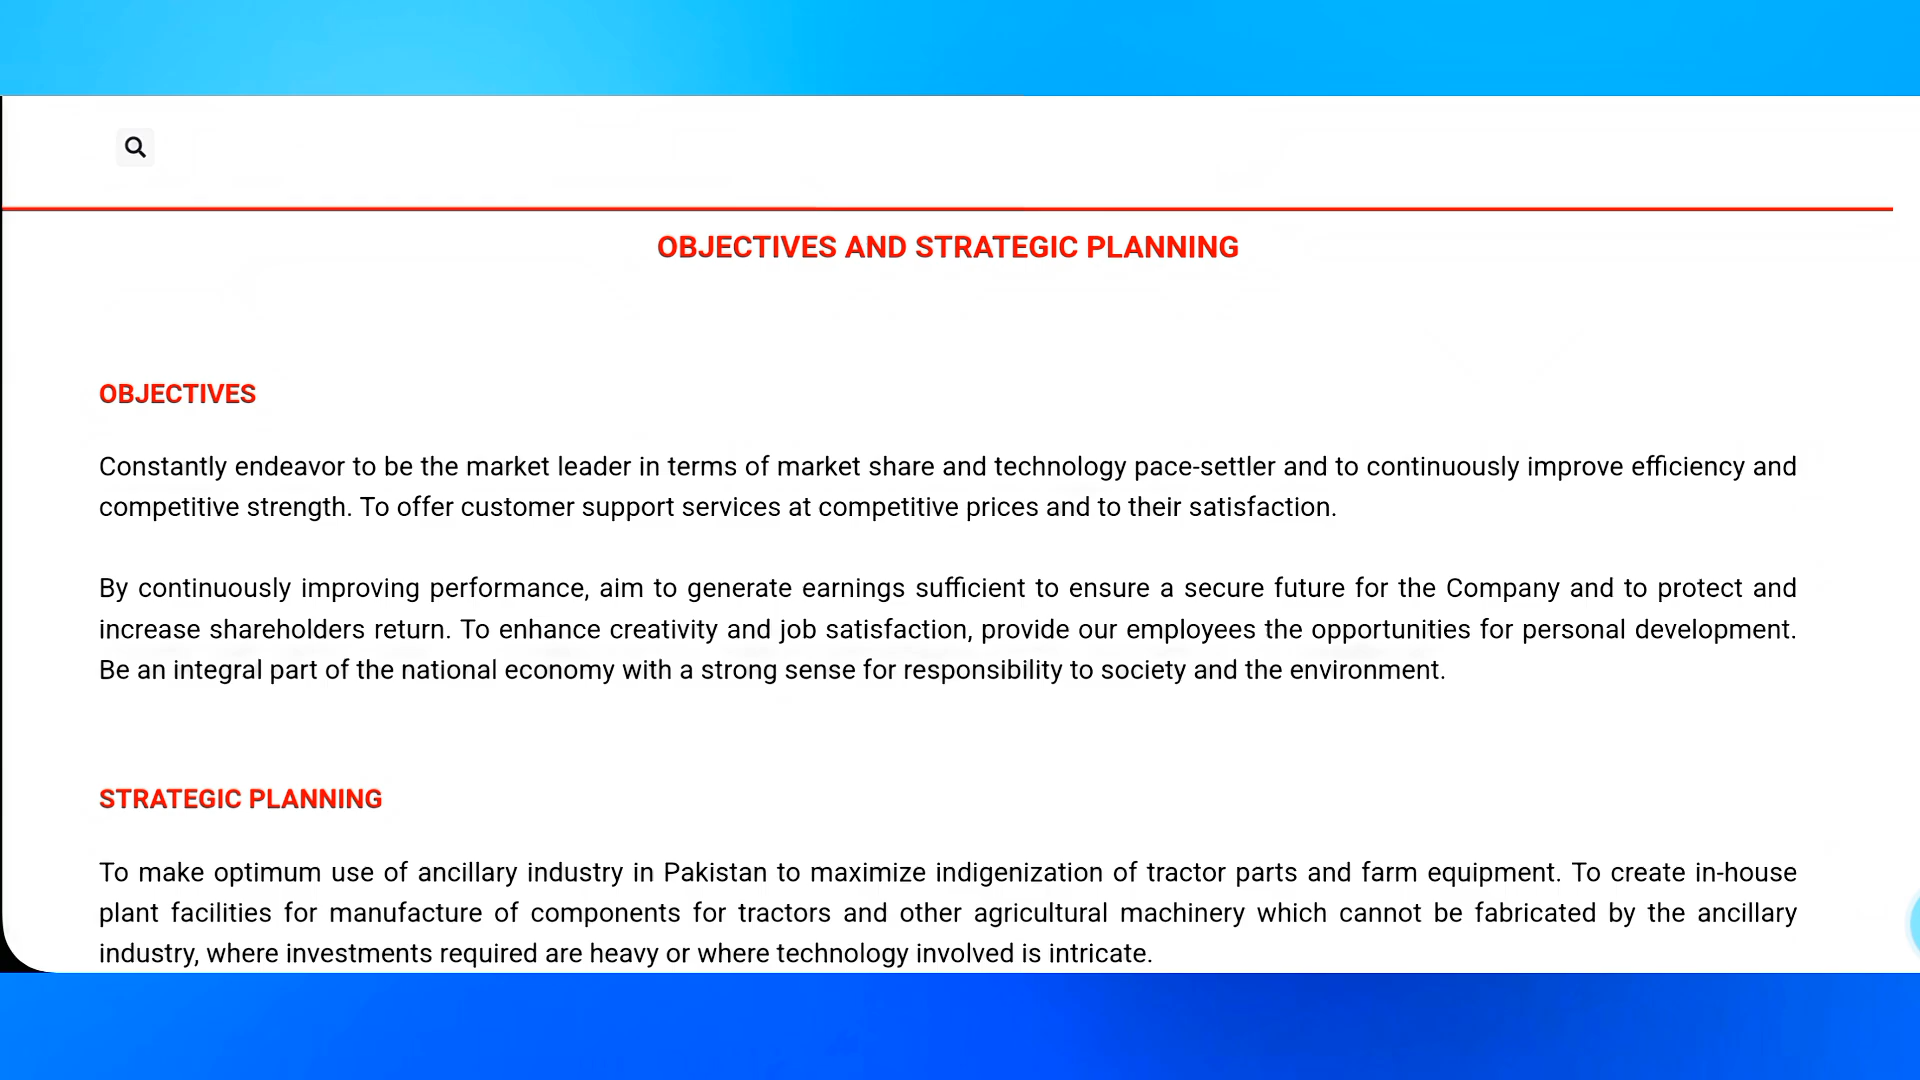 OBJECTIVES AND STRATEGIC PLANNING
OBJECTIVES
Constantly endeavor to be the market leader in terms of market share and technology pace-settler and to continuously improve efficiency and
competitive strength. To offer customer support services at competitive prices and to their satisfaction.
By continuously improving performance, aim to generate earnings sufficient to ensure a secure future for the Company and to protect and
increase shareholders return. To enhance creativity and job satisfaction, provide our employees the opportunities for personal development.
Be an integral part of the national economy with a strong sense for responsibility to society and the environment.
STRATEGIC PLANNING
To make optimum use of ancillary industry in Pakistan to maximize indigenization of tractor parts and farm equipment. To create in-house
plant facilities for manufacture of components for tractors and other agricultural machinery which cannot be fabricated by the ancillary
industry, where investments required are heavy or where technology involved is intricate.